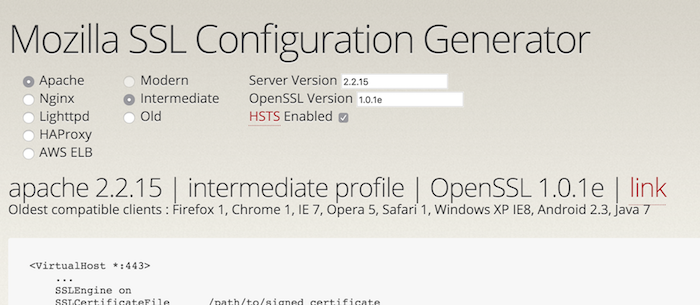 Mozilla SSL Configuration Generator
Apache Modern Server Version 2.2.15
Nginx Intermediate OpenSSL Version 1.0.1e
Lighttpd Old HSTS Enabled
HAProxy
AWS ELB
apache 2.2.15 | intermediate profile | OpenSSL 1.0.1e | link
Oldest compatible clients : Firefox 1, Chrome 1, IE 7, Opera 5, Safari 1, Windows XP IE8, Android 2.3, Java 7
<VirtualHost *:443>
...
SSLEngine on
SSLCertificateFile /path/to/signed_certificate